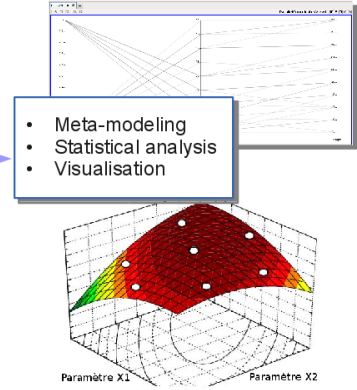 • Meta-modeling
• Statistical analysis
• Visualisation
Paramètre X1
Paramètre X2